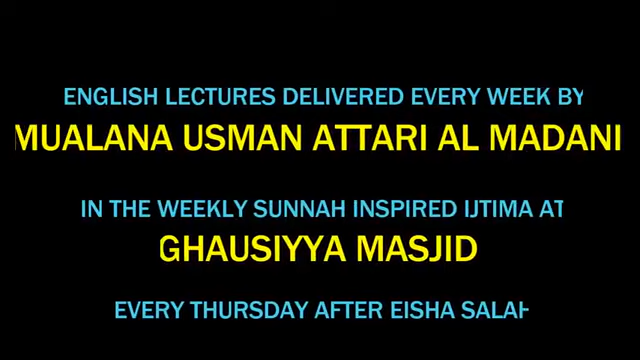 ENGLISH LECTURES DELIVERED EVERY WEEK BY
MUALANA USMAN ATTARI AL MADANI
IN THE WEEKLY SUNNAH INSPIRED IJTIMA AT
GHAUSIYYA MASJID
EVERY THURSDAY AFTER EISHA SALAH